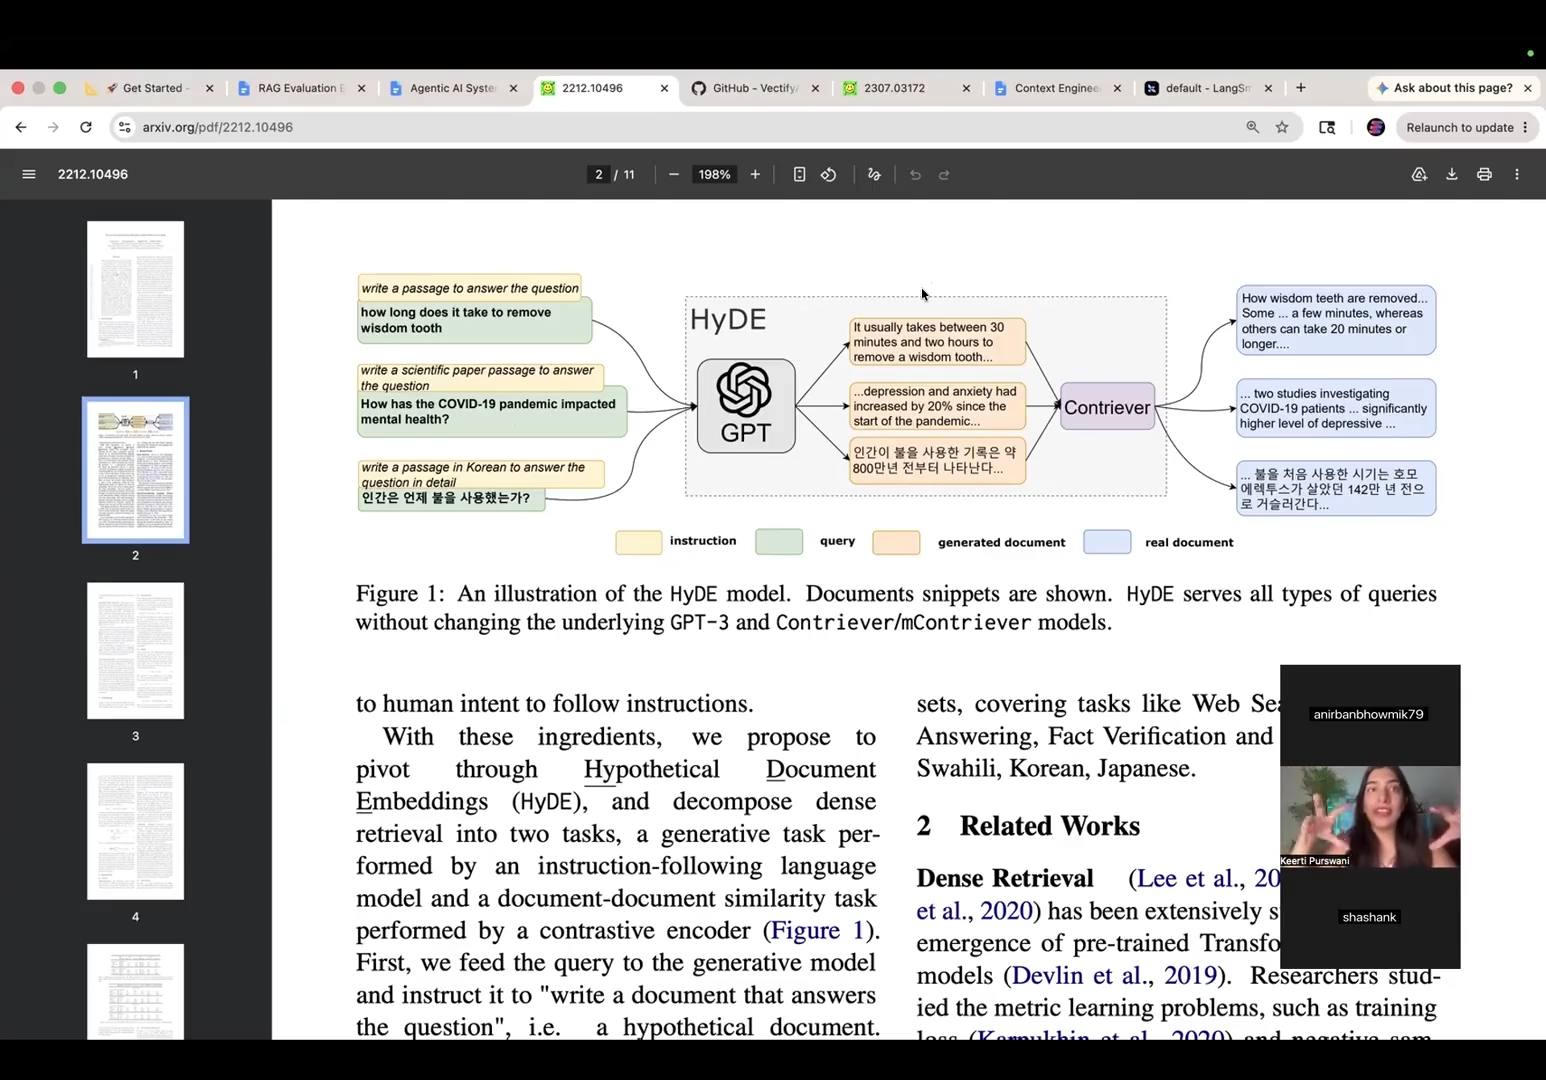 Get Started -
RAG Evaluation E
Agentic AI Syste
2212.10496
GitHub - Vectify/
2307.03172
Context Enginee
default - LangSm
Ask about this page?
arxiv.org/pdf/2212.10496
Relaunch to update
2212.10496
2 / 11
198%
1
2
3
4
write a passage to answer the question
how long does it take to remove
wisdom tooth
write a scientific paper passage to answer
the question
How has the COVID-19 pandemic impacted
mental health?
write a passage in Korean to answer the
question in detail
인간은 언제 불을 사용했는가?
HyDE
GPT
It usually takes between 30
minutes and two hours to
remove a wisdom tooth...
...depression and anxiety had
increased by 20% since the
start of the pandemic...
인간이 불을 사용한 기록은 약
800만년 전부터 나타난다...
Contriever
How wisdom teeth are removed...
Some ... a few minutes, whereas
others can take 20 minutes or
longer....
... two studies investigating
COVID-19 patients ... significantly
higher level of depressive ...
... 불을 처음 사용한 시기는 호모
에렉투스가 살았던 142만 년 전으
로 거슬러간다...
instruction
query
generated document
real document
Figure 1: An illustration of the HyDE model. Documents snippets are shown. HyDE serves all types of queries
without changing the underlying GPT-3 and Contriever/mContriever models.
to human intent to follow instructions.
With these ingredients, we propose to
pivot through Hypothetical Document
Embeddings (HyDE), and decompose dense
retrieval into two tasks, a generative task per-
formed by an instruction-following language
model and a document-document similarity task
performed by a contrastive encoder (Figure 1).
First, we feed the query to the generative model
and instruct it to "write a document that answers
the question", i.e. a hypothetical document.
sets, covering tasks like Web Sea
Answering, Fact Verification and
Swahili, Korean, Japanese.
2 Related Works
Dense Retrieval (Lee et al., 20
et al., 2020) has been extensively s
emergence of pre-trained Transfo
models (Devlin et al., 2019). Researchers stud-
ied the metric learning problems, such as training
loss (Karpukhin et al., 2020) and negative sam-
anirbanbhowmik79
Keerti Purswani
shashank